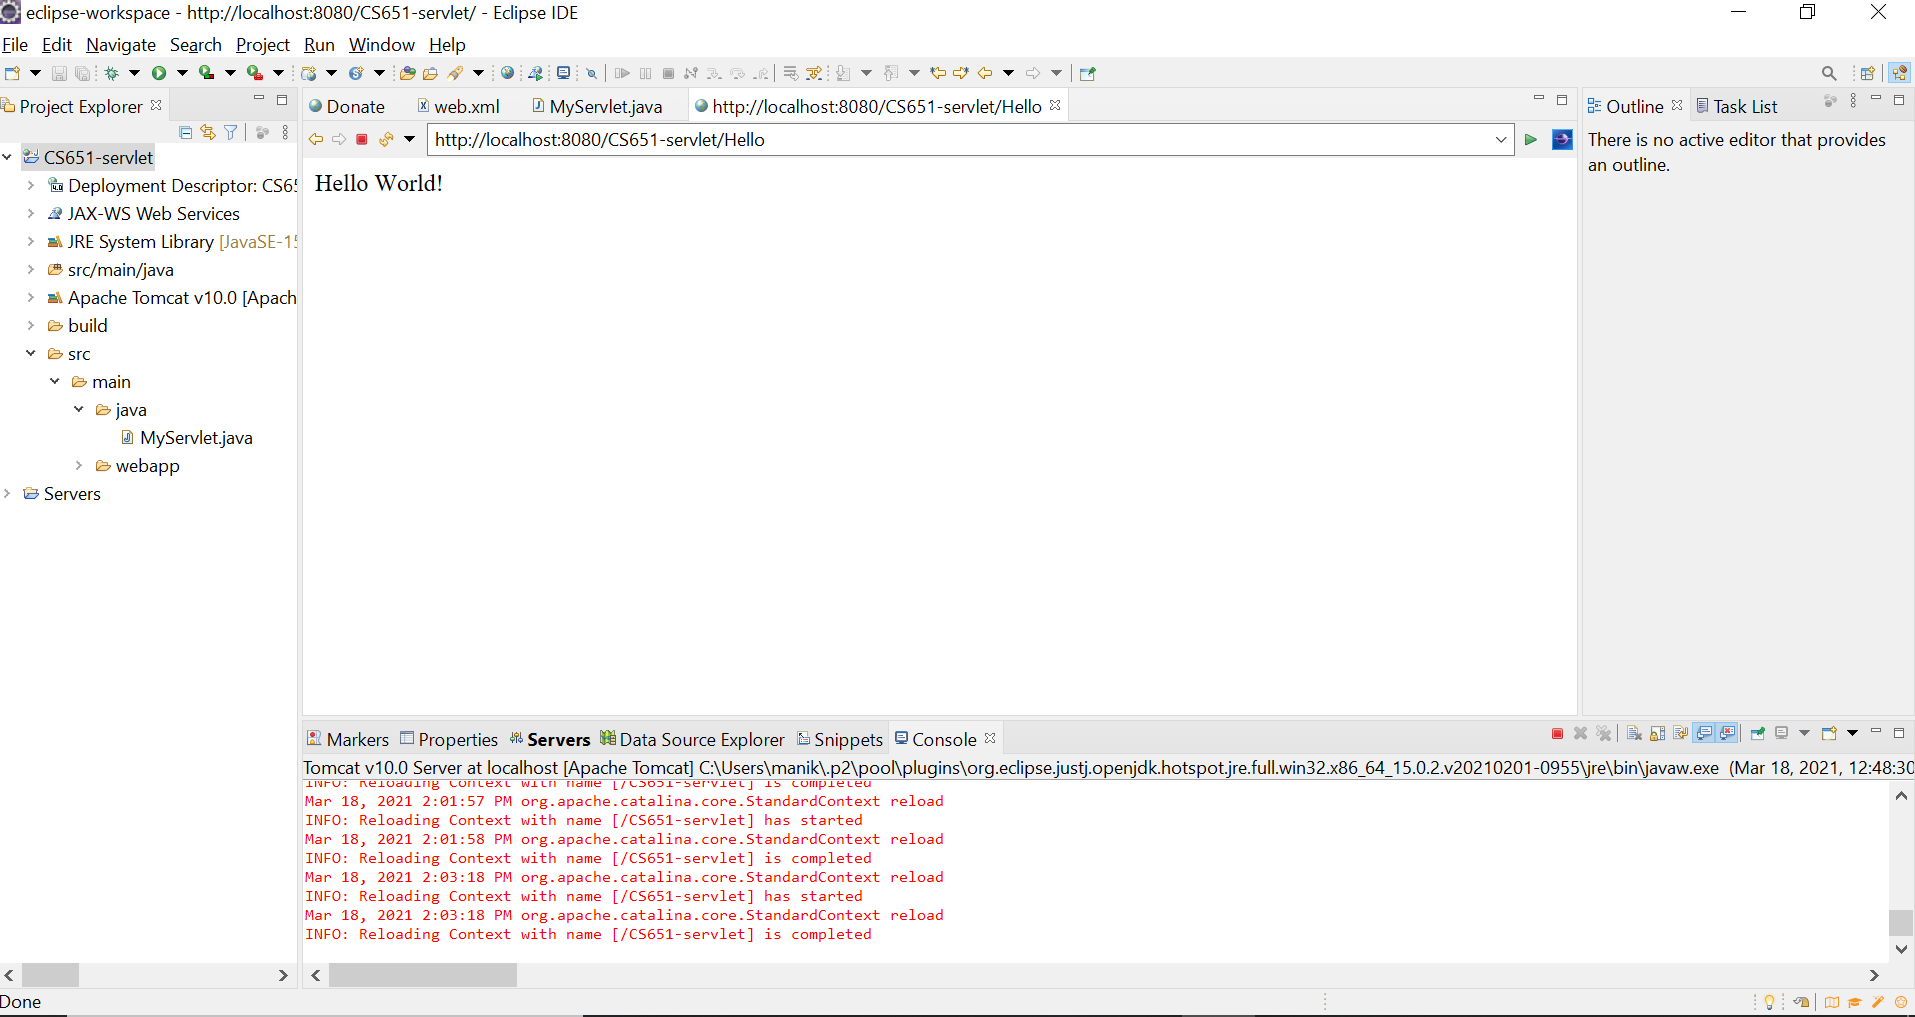 eclipse-workspace - http://localhost:8080/CS651-servlet/ - Eclipse IDE
File Edit Navigate Search Project Run Window Help
Project Explorer
CS651-servlet
Deployment Descriptor: CS65
JAX-WS Web Services
JRE System Library [JavaSE-15
src/main/java
Apache Tomcat v10.0 [Apach
build
src
main
java
MyServlet.java
webapp
Servers
Donate web.xml MyServlet.java http://localhost:8080/CS651-servlet/Hello
http://localhost:8080/CS651-servlet/Hello
Hello World!
Outline Task List
There is no active editor that provides
an outline.
Markers Properties Servers Data Source Explorer Snippets Console
Tomcat v10.0 Server at localhost [Apache Tomcat] C:\Users\manik\.p2\pool\plugins\org.eclipse.justj.openjdk.hotspot.jre.full.win32.x86_64_15.0.2.v20210201-0955\jre\bin\javaw.exe (Mar 18, 2021, 12:48:30
INFO: Reloading Context with name [/CS651-servlet] is completed
Mar 18, 2021 2:01:57 PM org.apache.catalina.core.StandardContext reload
INFO: Reloading Context with name [/CS651-servlet] has started
Mar 18, 2021 2:01:58 PM org.apache.catalina.core.StandardContext reload
INFO: Reloading Context with name [/CS651-servlet] is completed
Mar 18, 2021 2:03:18 PM org.apache.catalina.core.StandardContext reload
INFO: Reloading Context with name [/CS651-servlet] has started
Mar 18, 2021 2:03:18 PM org.apache.catalina.core.StandardContext reload
INFO: Reloading Context with name [/CS651-servlet] is completed
Done